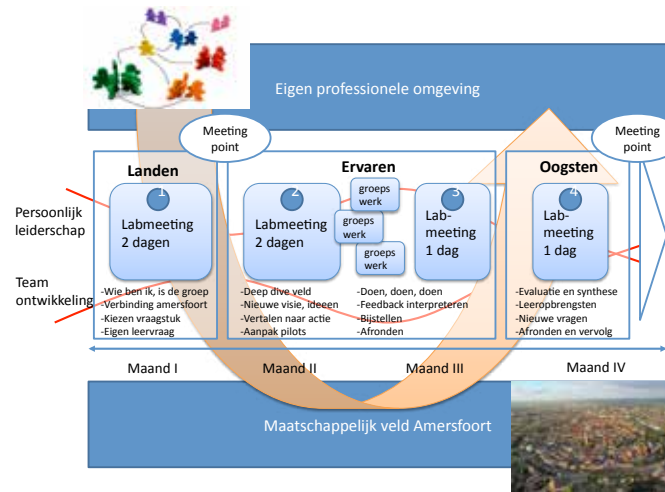 Eigen professionele omgeving
Meeting
point
Meeting
point
Landen
Ervaren
Oogsten
Persoonlijk
leiderschap
Team
ontwikkeling
1
Labmeeting
2 dagen
2
Labmeeting
2 dagen
groeps
werk
groeps
werk
groeps
werk
3
Lab-
meeting
1 dag
4
Lab-
meeting
1 dag
-Wie ben ik, is de groep
-Verbinding amersfoort
-Kiezen vraagstuk
-Eigen leervraag
-Deep dive veld
-Nieuwe visie, ideeen
-Vertalen naar actie
-Aanpak pilots
-Doen, doen, doen
-Feedback interpreteren
-Bijstellen
-Afronden
-Evaluatie en synthese
-Leeropbrengsten
-Nieuwe vragen
-Afronden en vervolg
Maand I
Maand II
Maand III
Maand IV
Maatschappelijk veld Amersfoort